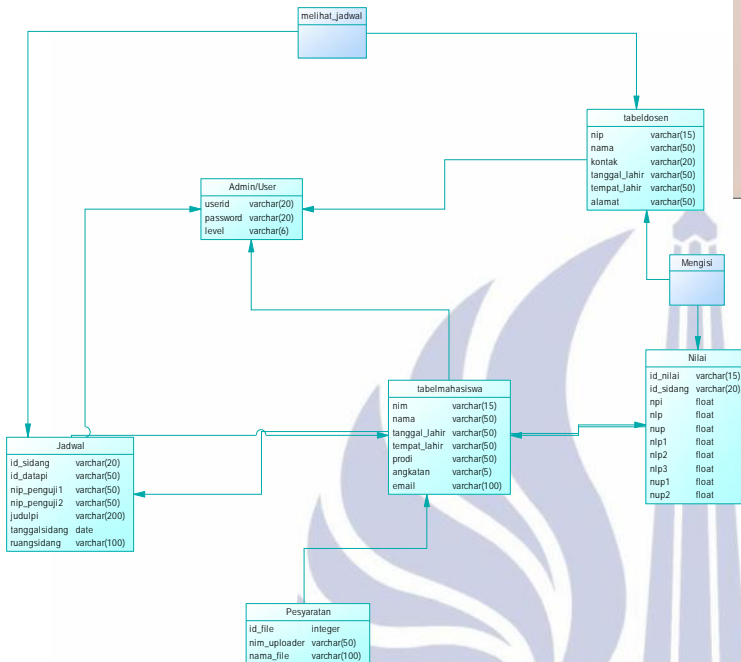 melihat_jadwal
tabeldosen
nip varchar(15)
nama varchar(50)
kontak varchar(20)
tanggal_lahir varchar(50)
tempat_lahir varchar(50)
alamat varchar(50)
Admin/User
userid varchar(20)
password varchar(20)
level varchar(6)
Mengisi
Nilai
id_nilai varchar(15)
id_sidang varchar(20)
npi float
nlp float
nup float
nlp1 float
nlp2 float
nlp3 float
nup1 float
nup2 float
tabelmahasiswa
nim varchar(15)
nama varchar(50)
tanggal_lahir varchar(50)
tempat_lahir varchar(50)
prodi varchar(50)
angkatan varchar(5)
email varchar(100)
Jadwal
id_sidang varchar(20)
id_datapi varchar(50)
nip_penguji1 varchar(50)
nip_penguji2 varchar(50)
judulpi varchar(200)
tanggalsidang date
ruangsidang varchar(100)
Pesyaratan
id_file integer
nim_uploader varchar(50)
nama_file varchar(100)